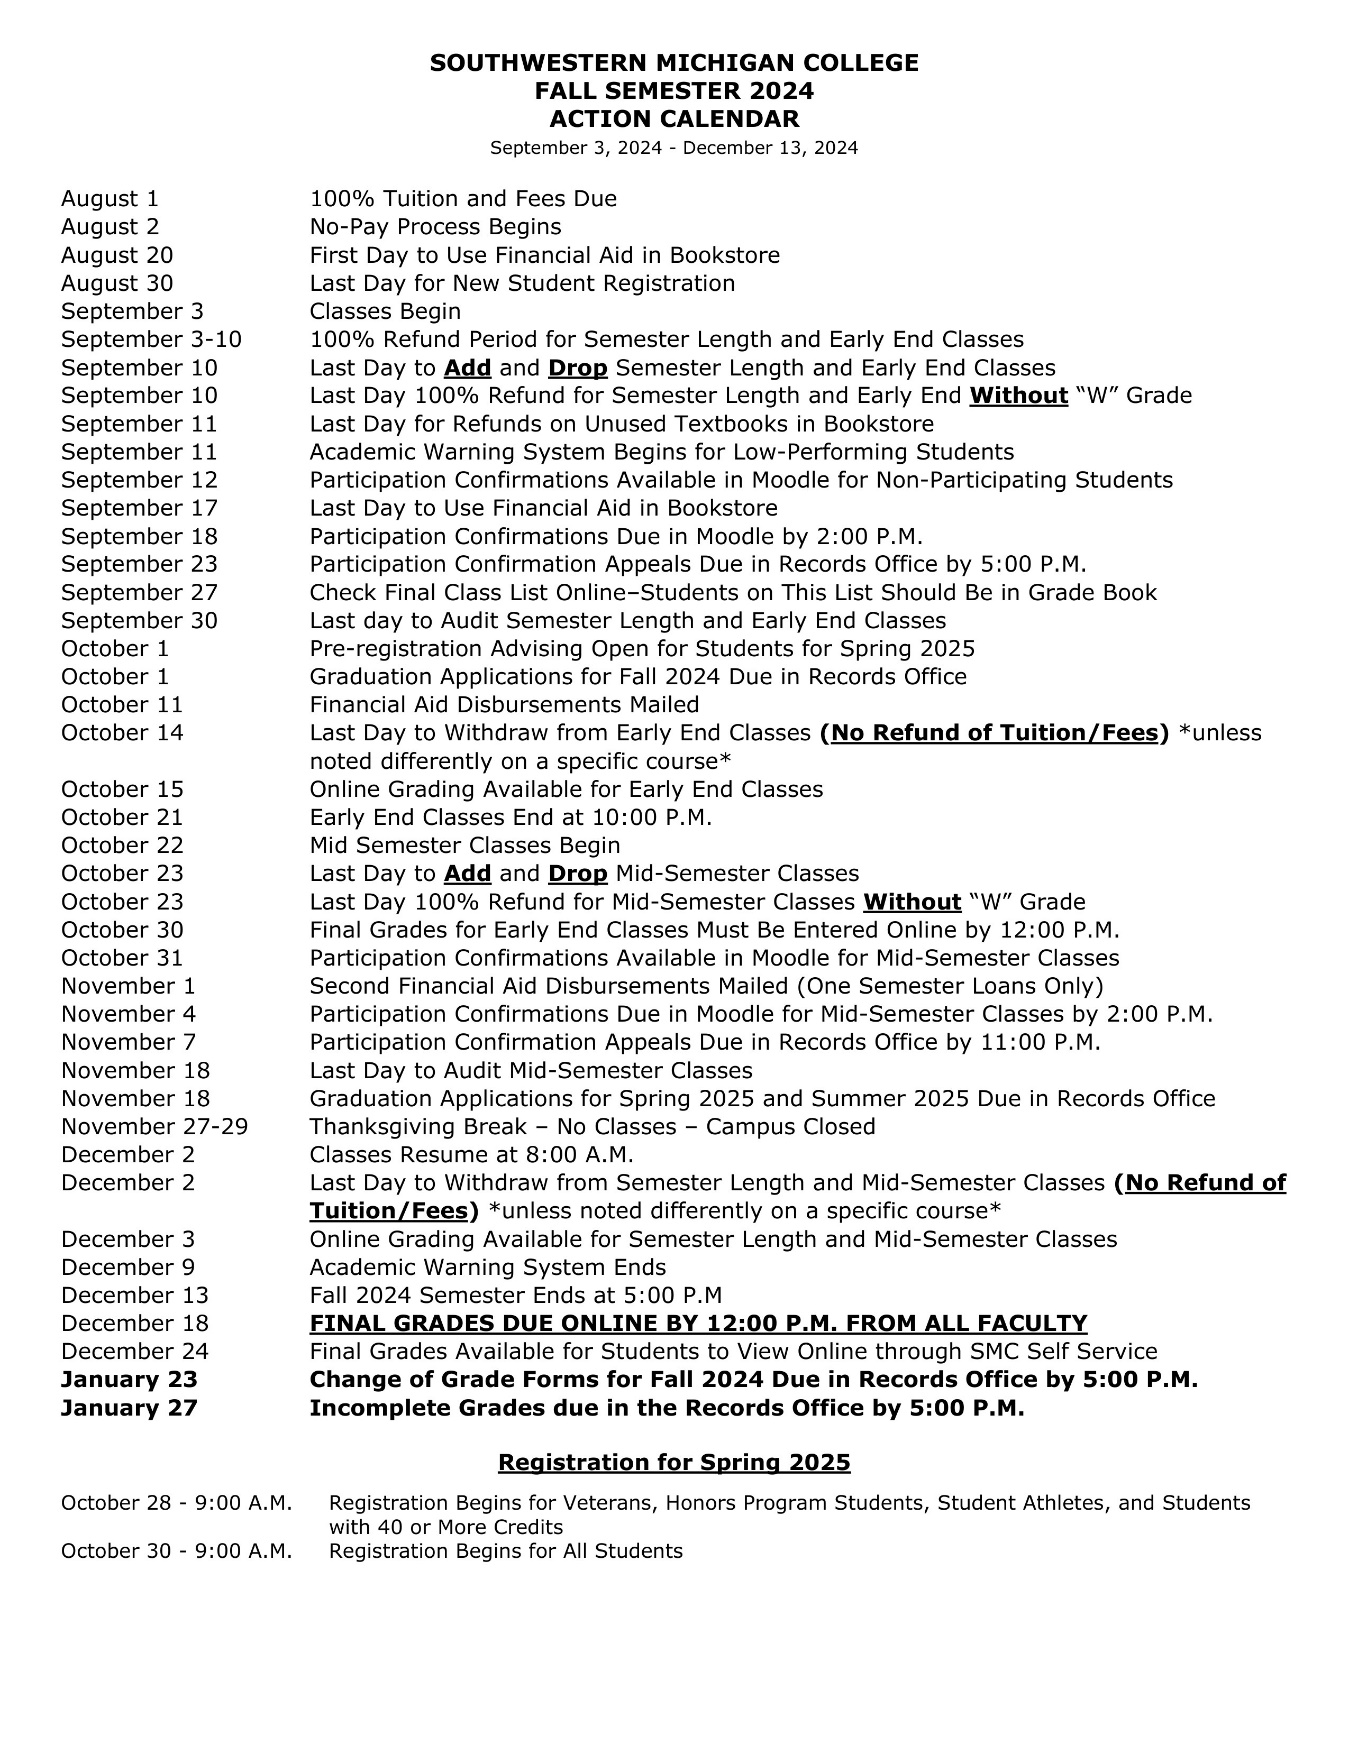 SOUTHWESTERN MICHIGAN COLLEGE
FALL SEMESTER 2024
ACTION CALENDAR
September 3, 2024 - December 13, 2024
August 1 100% Tuition and Fees Due
August 2 No-Pay Process Begins
August 20 First Day to Use Financial Aid in Bookstore
August 30 Last Day for New Student Registration
September 3 Classes Begin
September 3-10 100% Refund Period for Semester Length and Early End Classes
September 10 Last Day to Add and Drop Semester Length and Early End Classes
September 10 Last Day 100% Refund for Semester Length and Early End Without “W” Grade
September 11 Last Day for Refunds on Unused Textbooks in Bookstore
September 11 Academic Warning System Begins for Low-Performing Students
September 12 Participation Confirmations Available in Moodle for Non-Participating Students
September 17 Last Day to Use Financial Aid in Bookstore
September 18 Participation Confirmations Due in Moodle by 2:00 P.M.
September 23 Participation Confirmation Appeals Due in Records Office by 5:00 P.M.
September 27 Check Final Class List Online–Students on This List Should Be in Grade Book
September 30 Last day to Audit Semester Length and Early End Classes
October 1 Pre-registration Advising Open for Students for Spring 2025
October 1 Graduation Applications for Fall 2024 Due in Records Office
October 11 Financial Aid Disbursements Mailed
October 14 Last Day to Withdraw from Early End Classes (No Refund of Tuition/Fees) *unless
noted differently on a specific course*
October 15 Online Grading Available for Early End Classes
October 21 Early End Classes End at 10:00 P.M.
October 22 Mid Semester Classes Begin
October 23 Last Day to Add and Drop Mid-Semester Classes
October 23 Last Day 100% Refund for Mid-Semester Classes Without “W” Grade
October 30 Final Grades for Early End Classes Must Be Entered Online by 12:00 P.M.
October 31 Participation Confirmations Available in Moodle for Mid-Semester Classes
November 1 Second Financial Aid Disbursements Mailed (One Semester Loans Only)
November 4 Participation Confirmations Due in Moodle for Mid-Semester Classes by 2:00 P.M.
November 7 Participation Confirmation Appeals Due in Records Office by 11:00 P.M.
November 18 Last Day to Audit Mid-Semester Classes
November 18 Graduation Applications for Spring 2025 and Summer 2025 Due in Records Office
November 27-29 Thanksgiving Break – No Classes – Campus Closed
December 2 Classes Resume at 8:00 A.M.
December 2 Last Day to Withdraw from Semester Length and Mid-Semester Classes (No Refund of
Tuition/Fees) *unless noted differently on a specific course*
December 3 Online Grading Available for Semester Length and Mid-Semester Classes
December 9 Academic Warning System Ends
December 13 Fall 2024 Semester Ends at 5:00 P.M
December 18 FINAL GRADES DUE ONLINE BY 12:00 P.M. FROM ALL FACULTY
December 24 Final Grades Available for Students to View Online through SMC Self Service
January 23 Change of Grade Forms for Fall 2024 Due in Records Office by 5:00 P.M.
January 27 Incomplete Grades due in the Records Office by 5:00 P.M.
Registration for Spring 2025
October 28 - 9:00 A.M. Registration Begins for Veterans, Honors Program Students, Student Athletes, and Students
with 40 or More Credits
October 30 - 9:00 A.M. Registration Begins for All Students